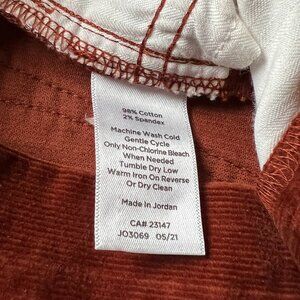 98% Cotton
2% Spandex
Machine Wash Cold
Gentle Cycle
Only Non-Chlorine Bleach
When Needed
Tumble Dry Low
Warm Iron On Reverse
Or Dry Clean
Made In Jordan
CA# 23147
JO3069 05/21